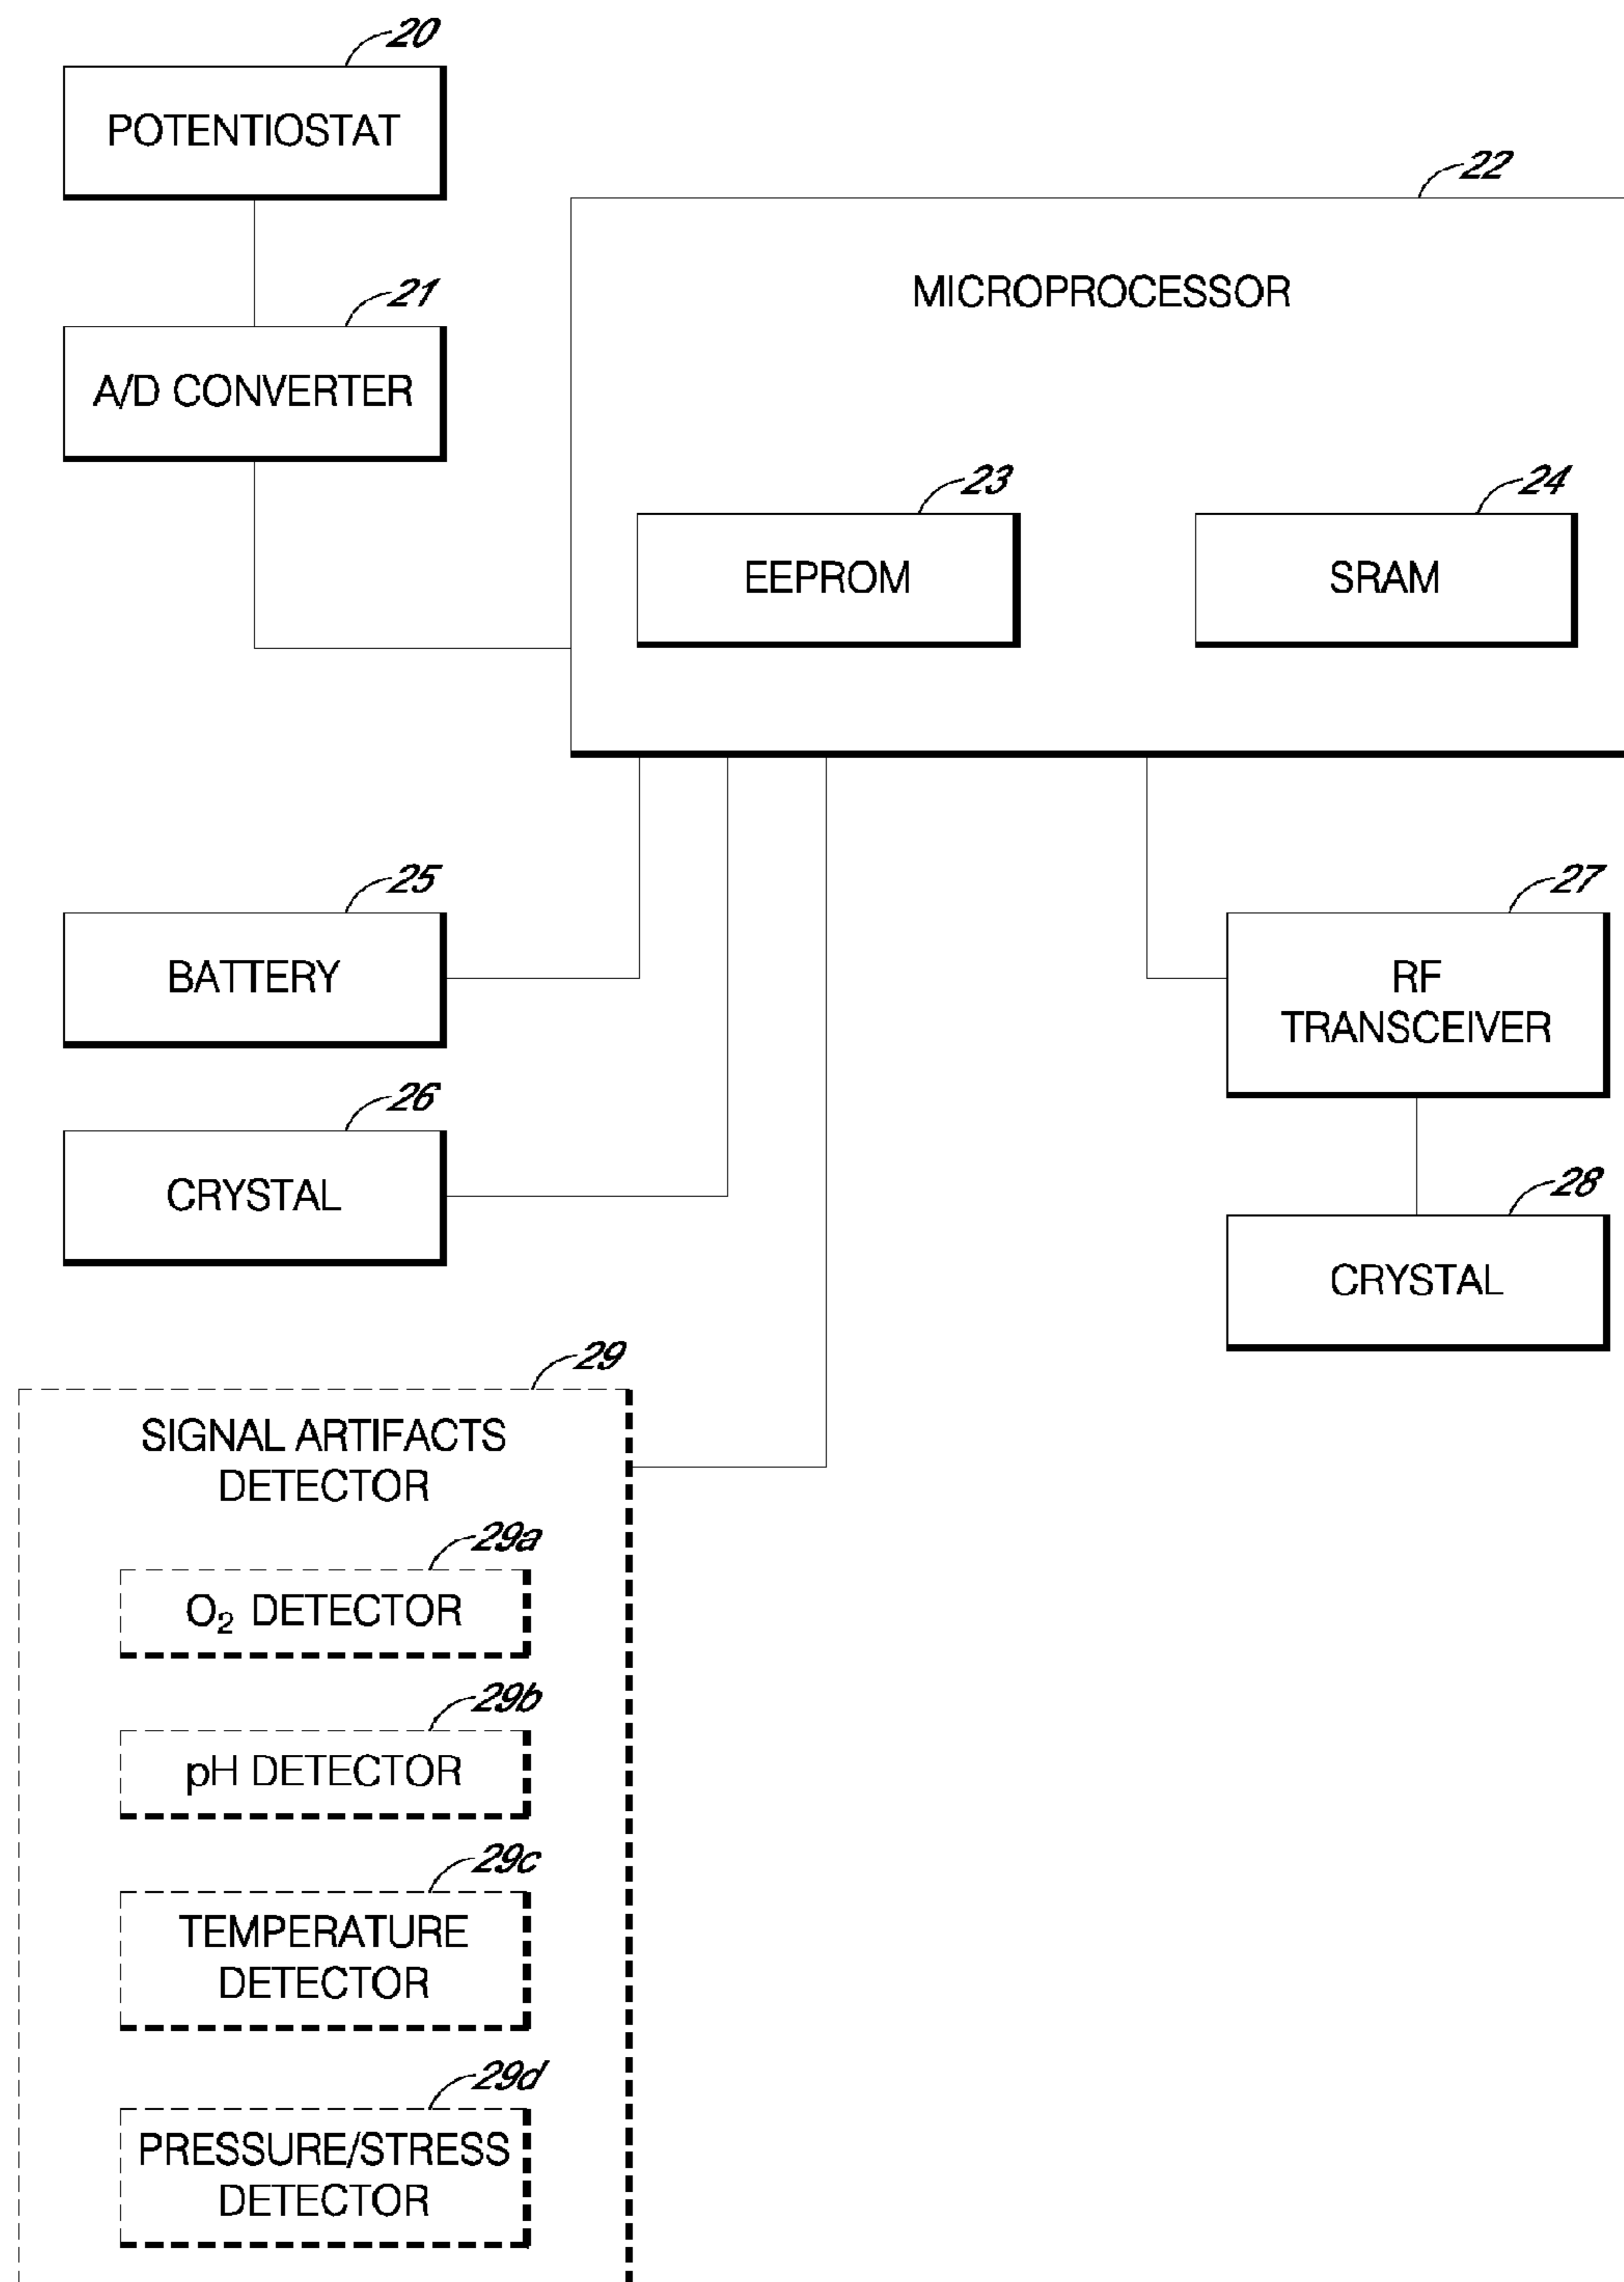 20
POTENTIOSTAT
22
MICROPROCESSOR
21
A/D CONVERTER
23
EEPROM
24
SRAM
25
BATTERY
27
RF
TRANSCEIVER
26
CRYSTAL
28
CRYSTAL
29
SIGNAL ARTIFACTS
DETECTOR
29a
O₂ DETECTOR
29b
pH DETECTOR
29c
TEMPERATURE
DETECTOR
29d
PRESSURE/STRESS
DETECTOR